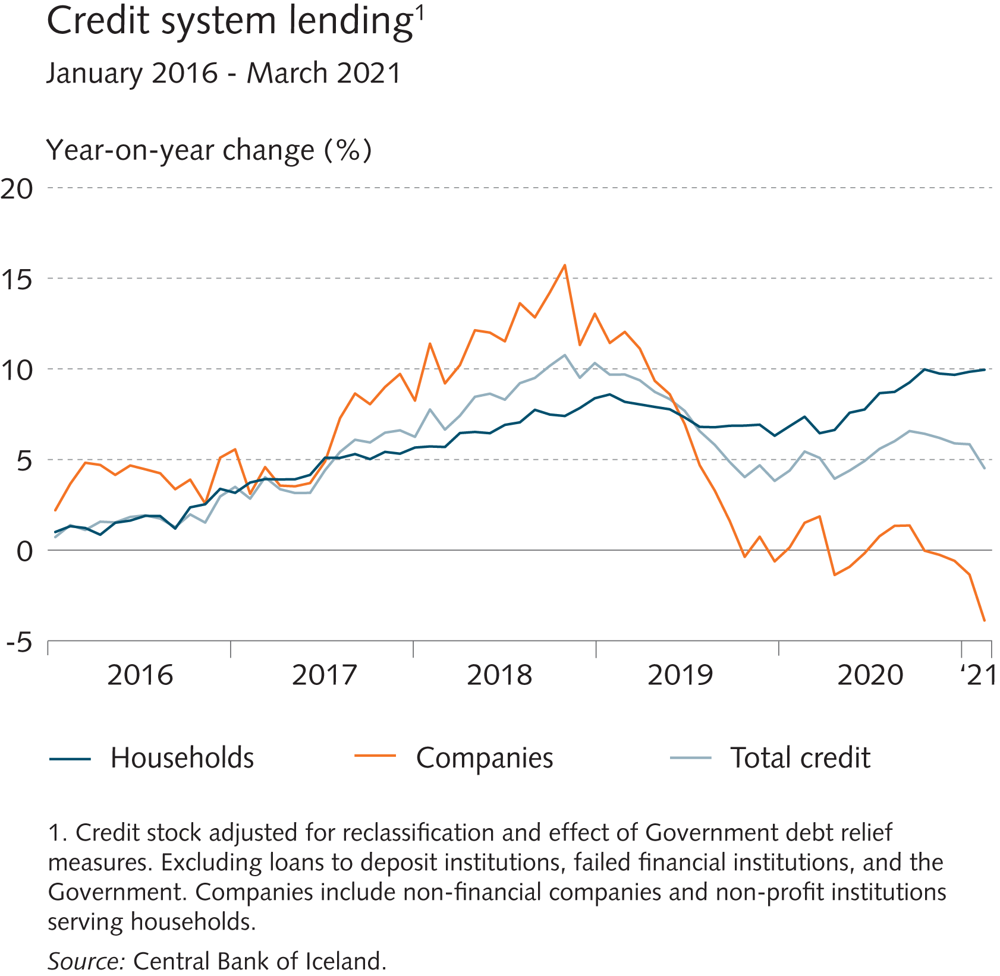 Credit system lending¹
January 2016 - March 2021
Year-on-year change (%)
20
15
10
5
0
-5
2016 2017 2018 2019 2020 ‘21
Households Companies Total credit
1. Credit stock adjusted for reclassification and effect of Government debt relief
measures. Excluding loans to deposit institutions, failed financial institutions, and the
Government. Companies include non-financial companies and non-profit institutions
serving households.
Source: Central Bank of Iceland.